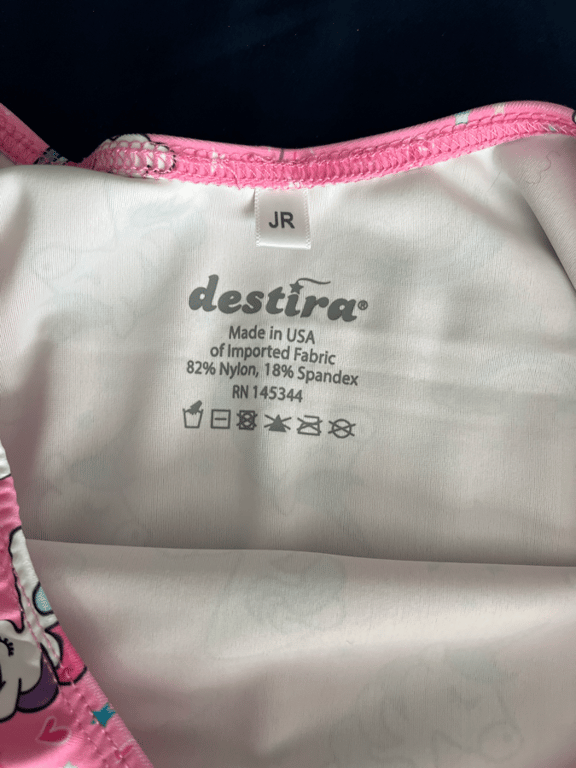 JR
destira®
Made in USA
of Imported Fabric
82% Nylon, 18% Spandex
RN 145344